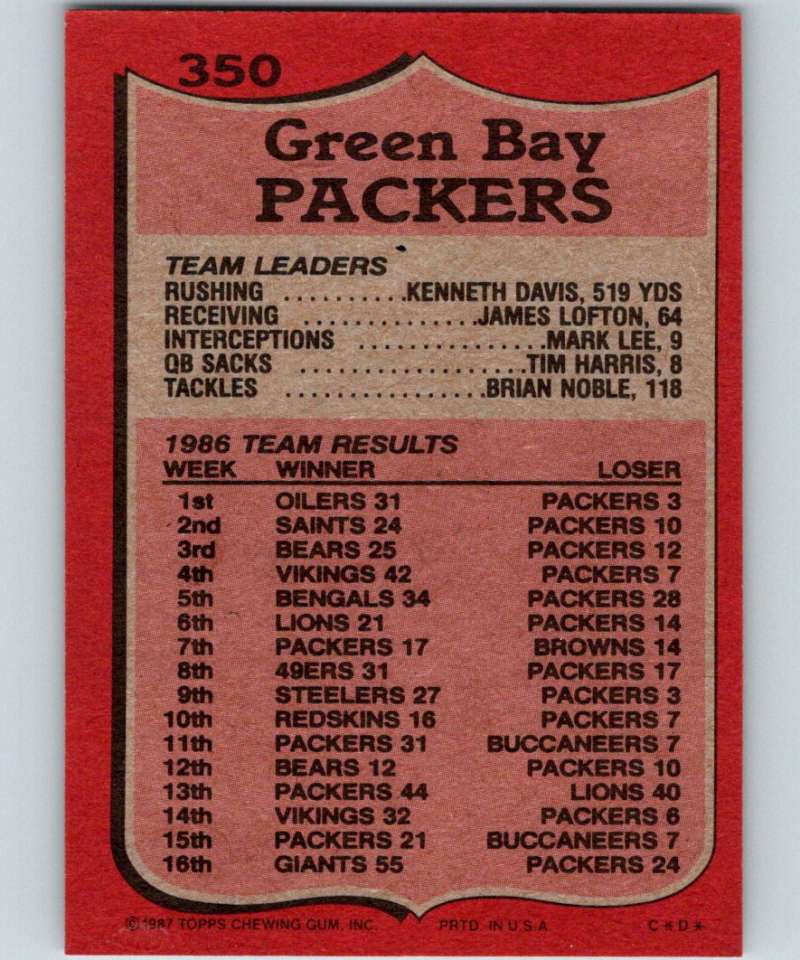 350
Green Bay
PACKERS
TEAM LEADERS
RUSHING ..........KENNETH DAVIS, 519 YDS
RECEIVING ...............JAMES LOFTON, 64
INTERCEPTIONS ................MARK LEE, 9
QB SACKS ....................TIM HARRIS, 8
TACKLES .................BRIAN NOBLE, 118
1986 TEAM RESULTS
WEEK WINNER LOSER
1st OILERS 31 PACKERS 3
2nd SAINTS 24 PACKERS 10
3rd BEARS 25 PACKERS 12
4th VIKINGS 42 PACKERS 7
5th BENGALS 34 PACKERS 28
6th LIONS 21 PACKERS 14
7th PACKERS 17 BROWNS 14
8th 49ERS 31 PACKERS 17
9th STEELERS 27 PACKERS 3
10th REDSKINS 16 PACKERS 7
11th PACKERS 31 BUCCANEERS 7
12th BEARS 12 PACKERS 10
13th PACKERS 44 LIONS 40
14th VIKINGS 32 PACKERS 6
15th PACKERS 21 BUCCANEERS 7
16th GIANTS 55 PACKERS 24
©1987 TOPPS CHEWING GUM, INC. PRTD. IN U.S.A. C*D*